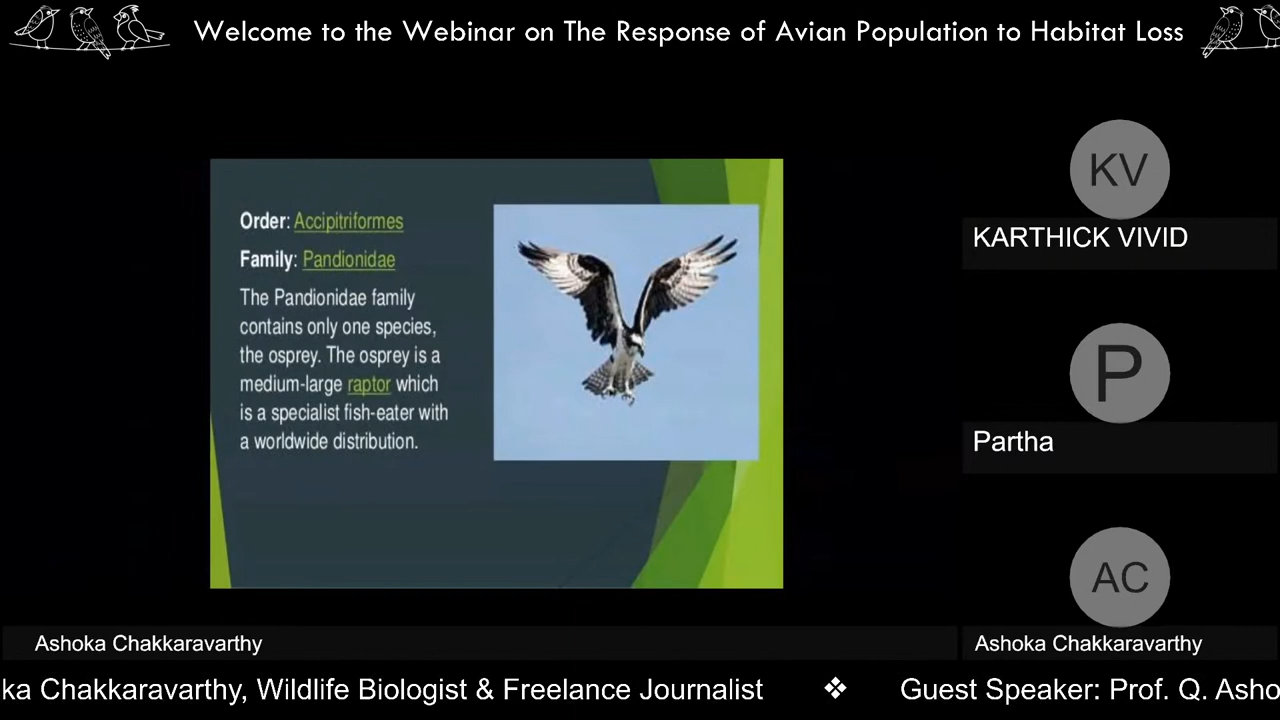 Welcome to the Webinar on The Response of Avian Population to Habitat Loss
Order: Accipitriformes
Family: Pandionidae
The Pandionidae family
contains only one species,
the osprey. The osprey is a
medium-large raptor which
is a specialist fish-eater with
a worldwide distribution.
KV
KARTHICK VIVID
P
Partha
AC
Ashoka Chakkaravarthy
Ashoka Chakkaravarthy
ka Chakkaravarthy, Wildlife Biologist & Freelance Journalist ❖ Guest Speaker: Prof. Q. Asho